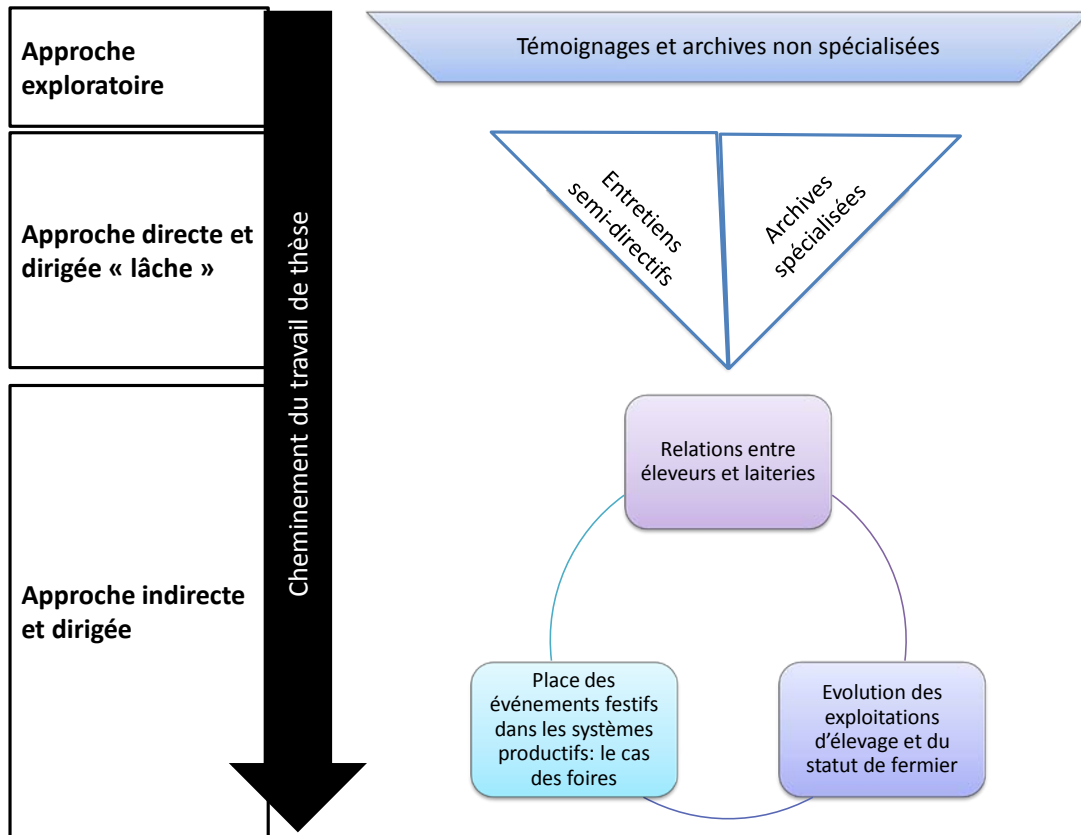 Approche
exploratoire
Témoignages et archives non spécialisées
Approche directe et
dirigée « lâche »
Entretiens
semi-directifs
Archives
spécialisées
Cheminement du travail de thèse
Approche indirecte
et dirigée
Relations entre
éleveurs et laiteries
Place des
événements festifs
dans les systèmes
productifs: le cas
des foires
Evolution des
exploitations
d'élevage et du
statut de fermier